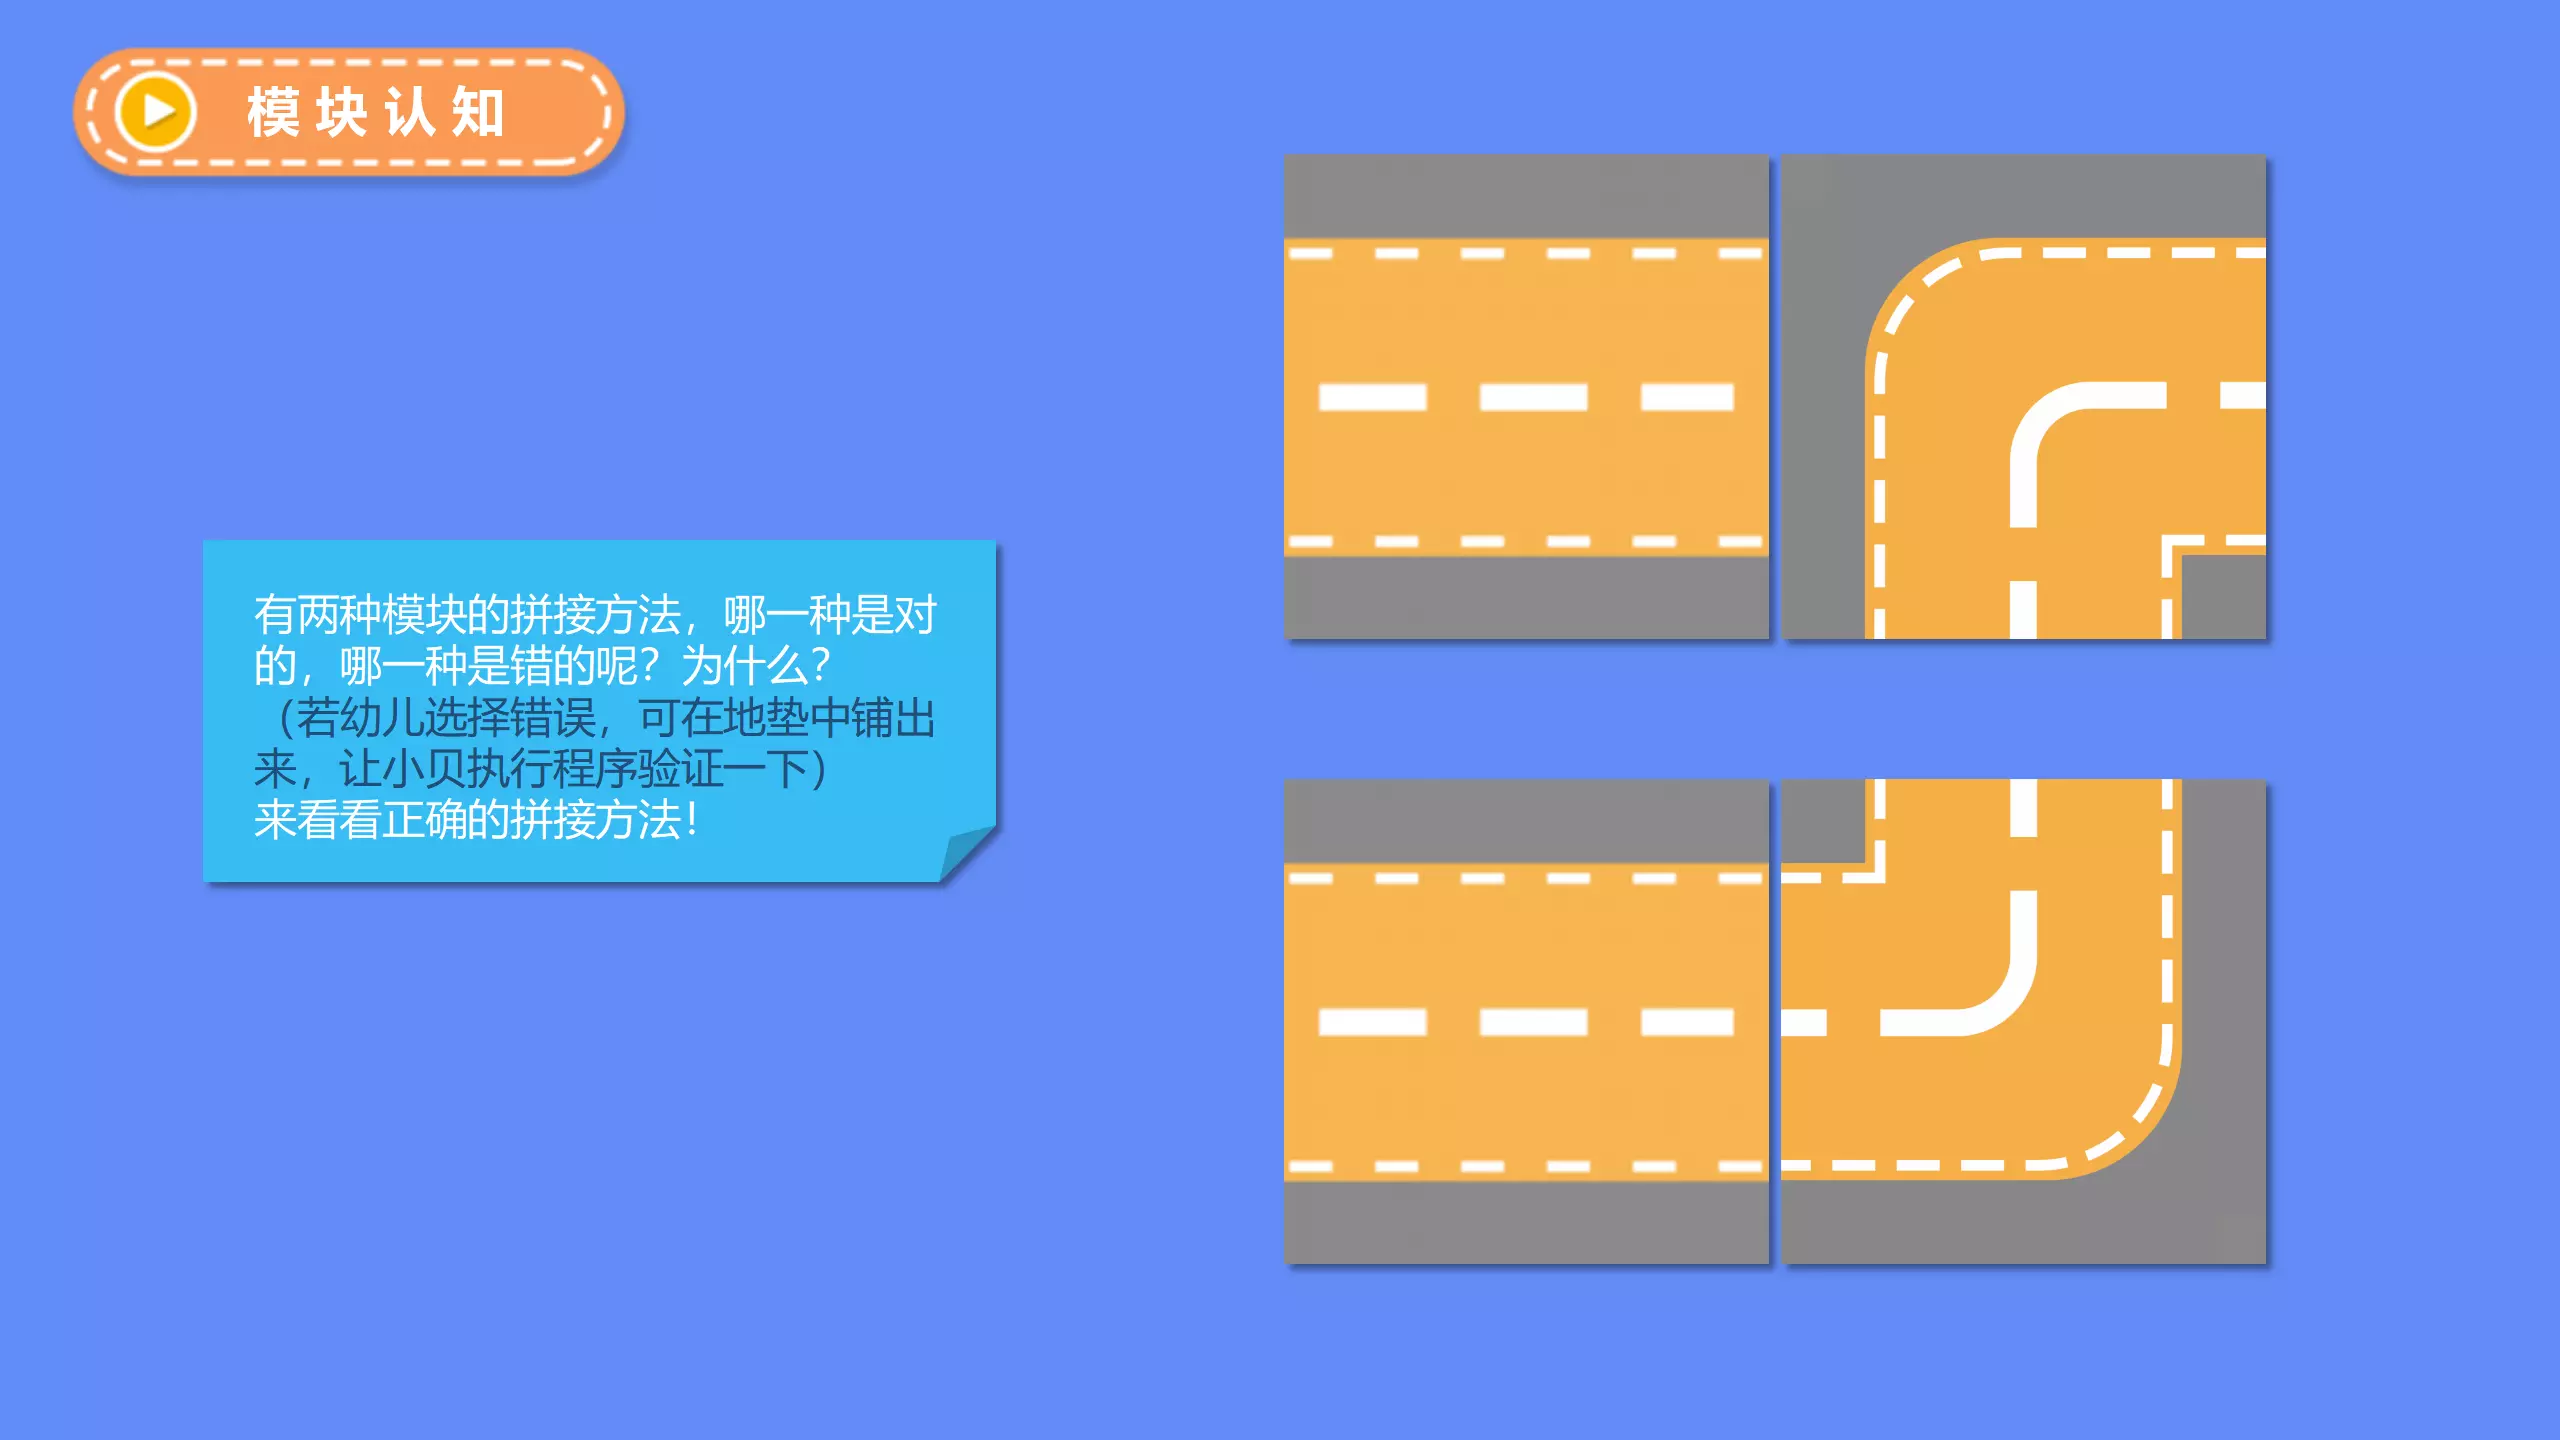 模块认知
有两种模块的拼接方法，哪一种是对
的，哪一种是错的呢？为什么？
（若幼儿选择错误，可在地垫中铺出
来，让小贝执行程序验证一下）
来看看正确的拼接方法！